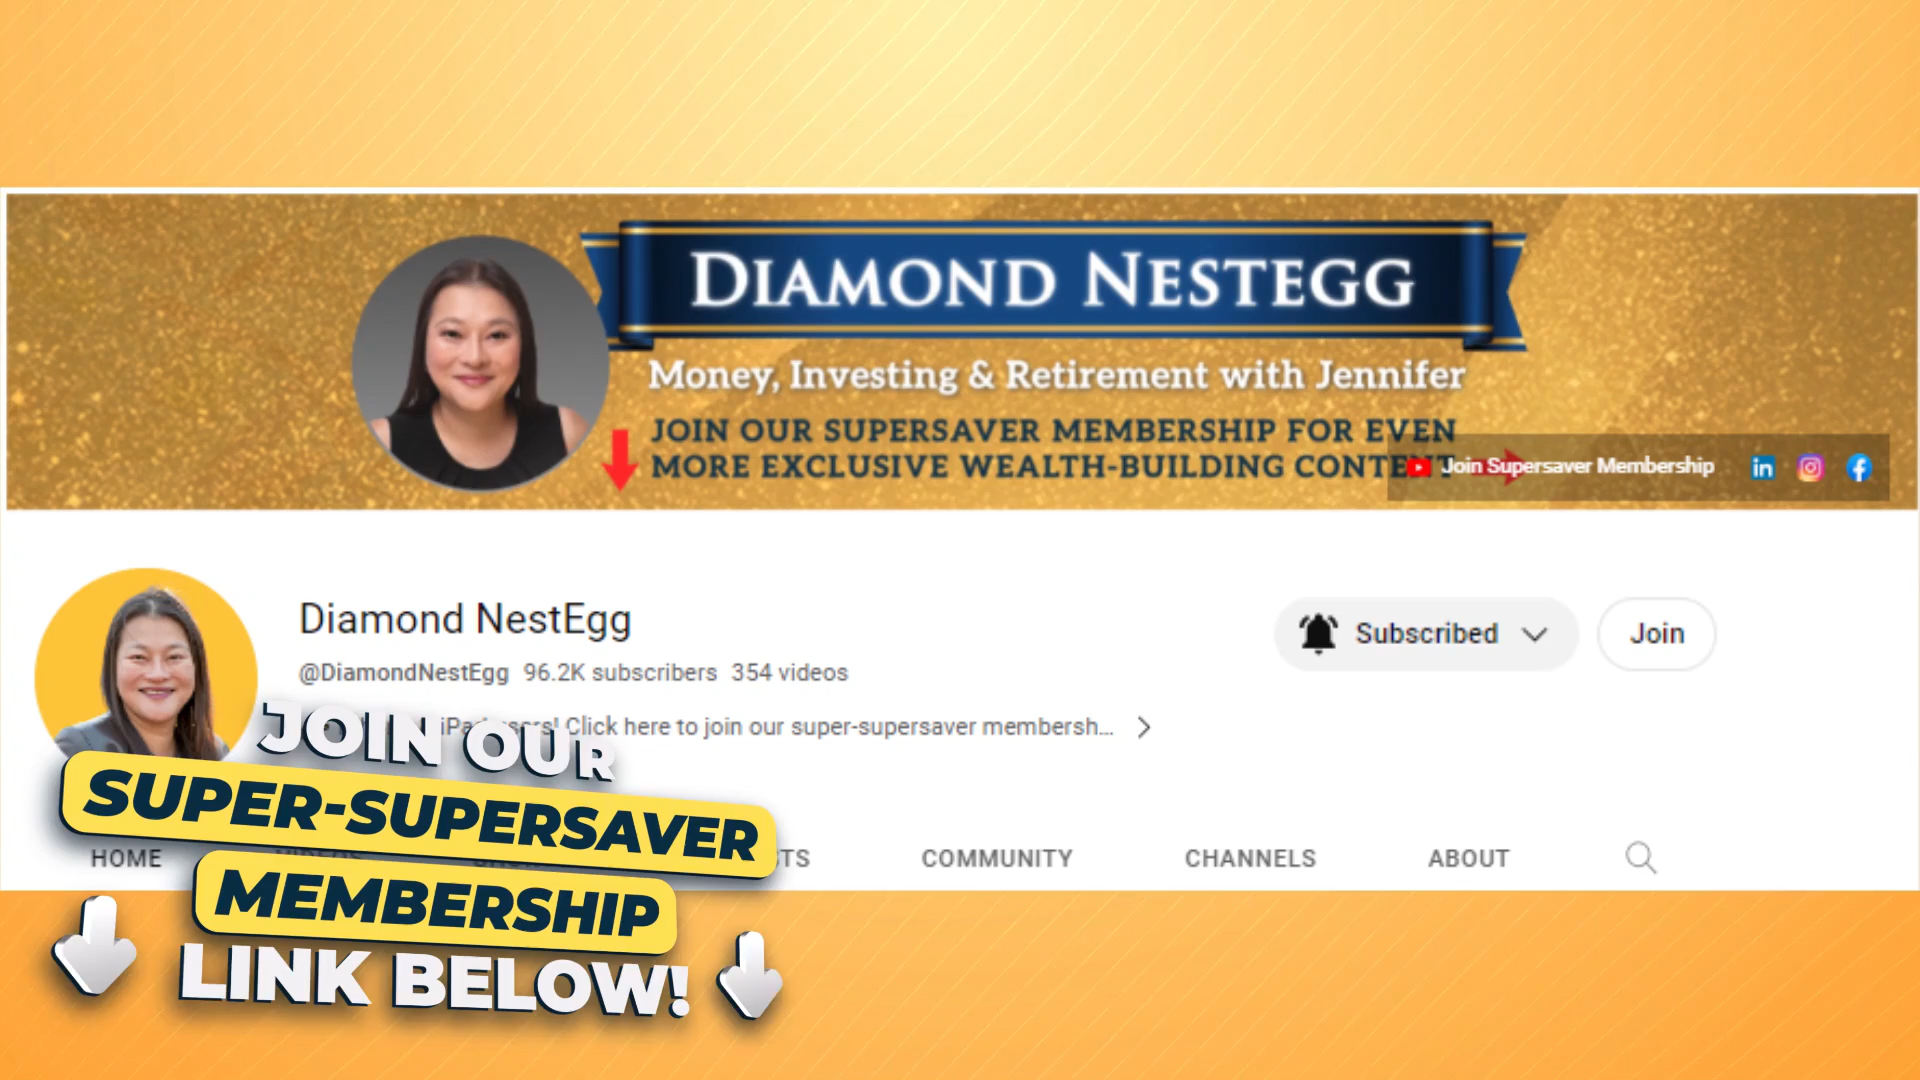 DIAMOND NESTEGG
Money, Investing & Retirement with Jennifer
JOIN OUR SUPERSAVER MEMBERSHIP FOR EVEN
MORE EXCLUSIVE WEALTH-BUILDING CONTENT
Join Supersaver Membership
Diamond NestEgg
Subscribed
Join
@DiamondNestEgg 96.2K subscribers 354 videos
Click here to join our super-supersaver membersh...
JOIN OUR
SUPER-SUPERSAVER
MEMBERSHIP
LINK BELOW!
HOME VIDEOS COMMUNITY CHANNELS ABOUT